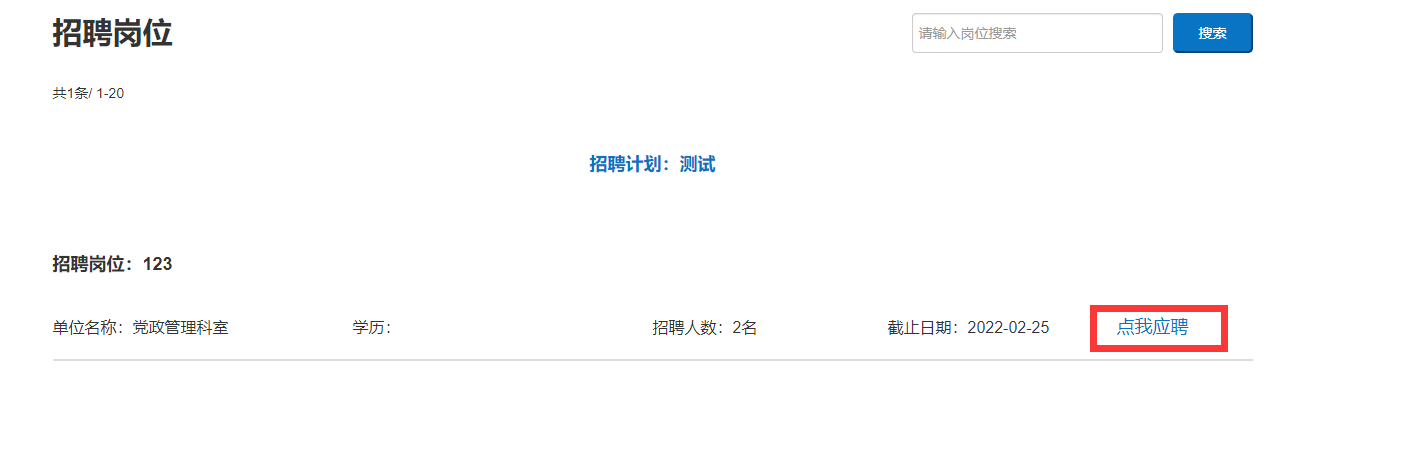 招聘岗位
请输入岗位搜索 搜索
共1条/ 1-20
招聘计划：测试
招聘岗位：123
单位名称：党政管理科室 学历： 招聘人数：2名 截止日期：2022-02-25 点我应聘